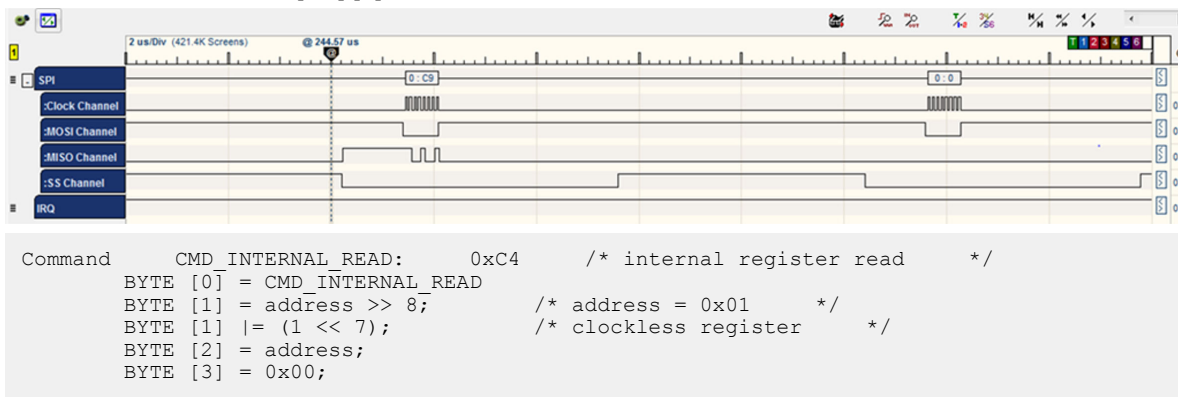 2 us/Div (421.4K Screens) @ 244.57 us
T 1 2 3 4 5 6
1
SPI 0 : C9 0 : 0
:Clock Channel
:MOSI Channel
:MISO Channel
:SS Channel
IRQ
Command CMD_INTERNAL_READ: 0xC4 /* internal register read */
BYTE [0] = CMD_INTERNAL_READ
BYTE [1] = address >> 8; /* address = 0x01 */
BYTE [1] |= (1 << 7); /* clockless register */
BYTE [2] = address;
BYTE [3] = 0x00;